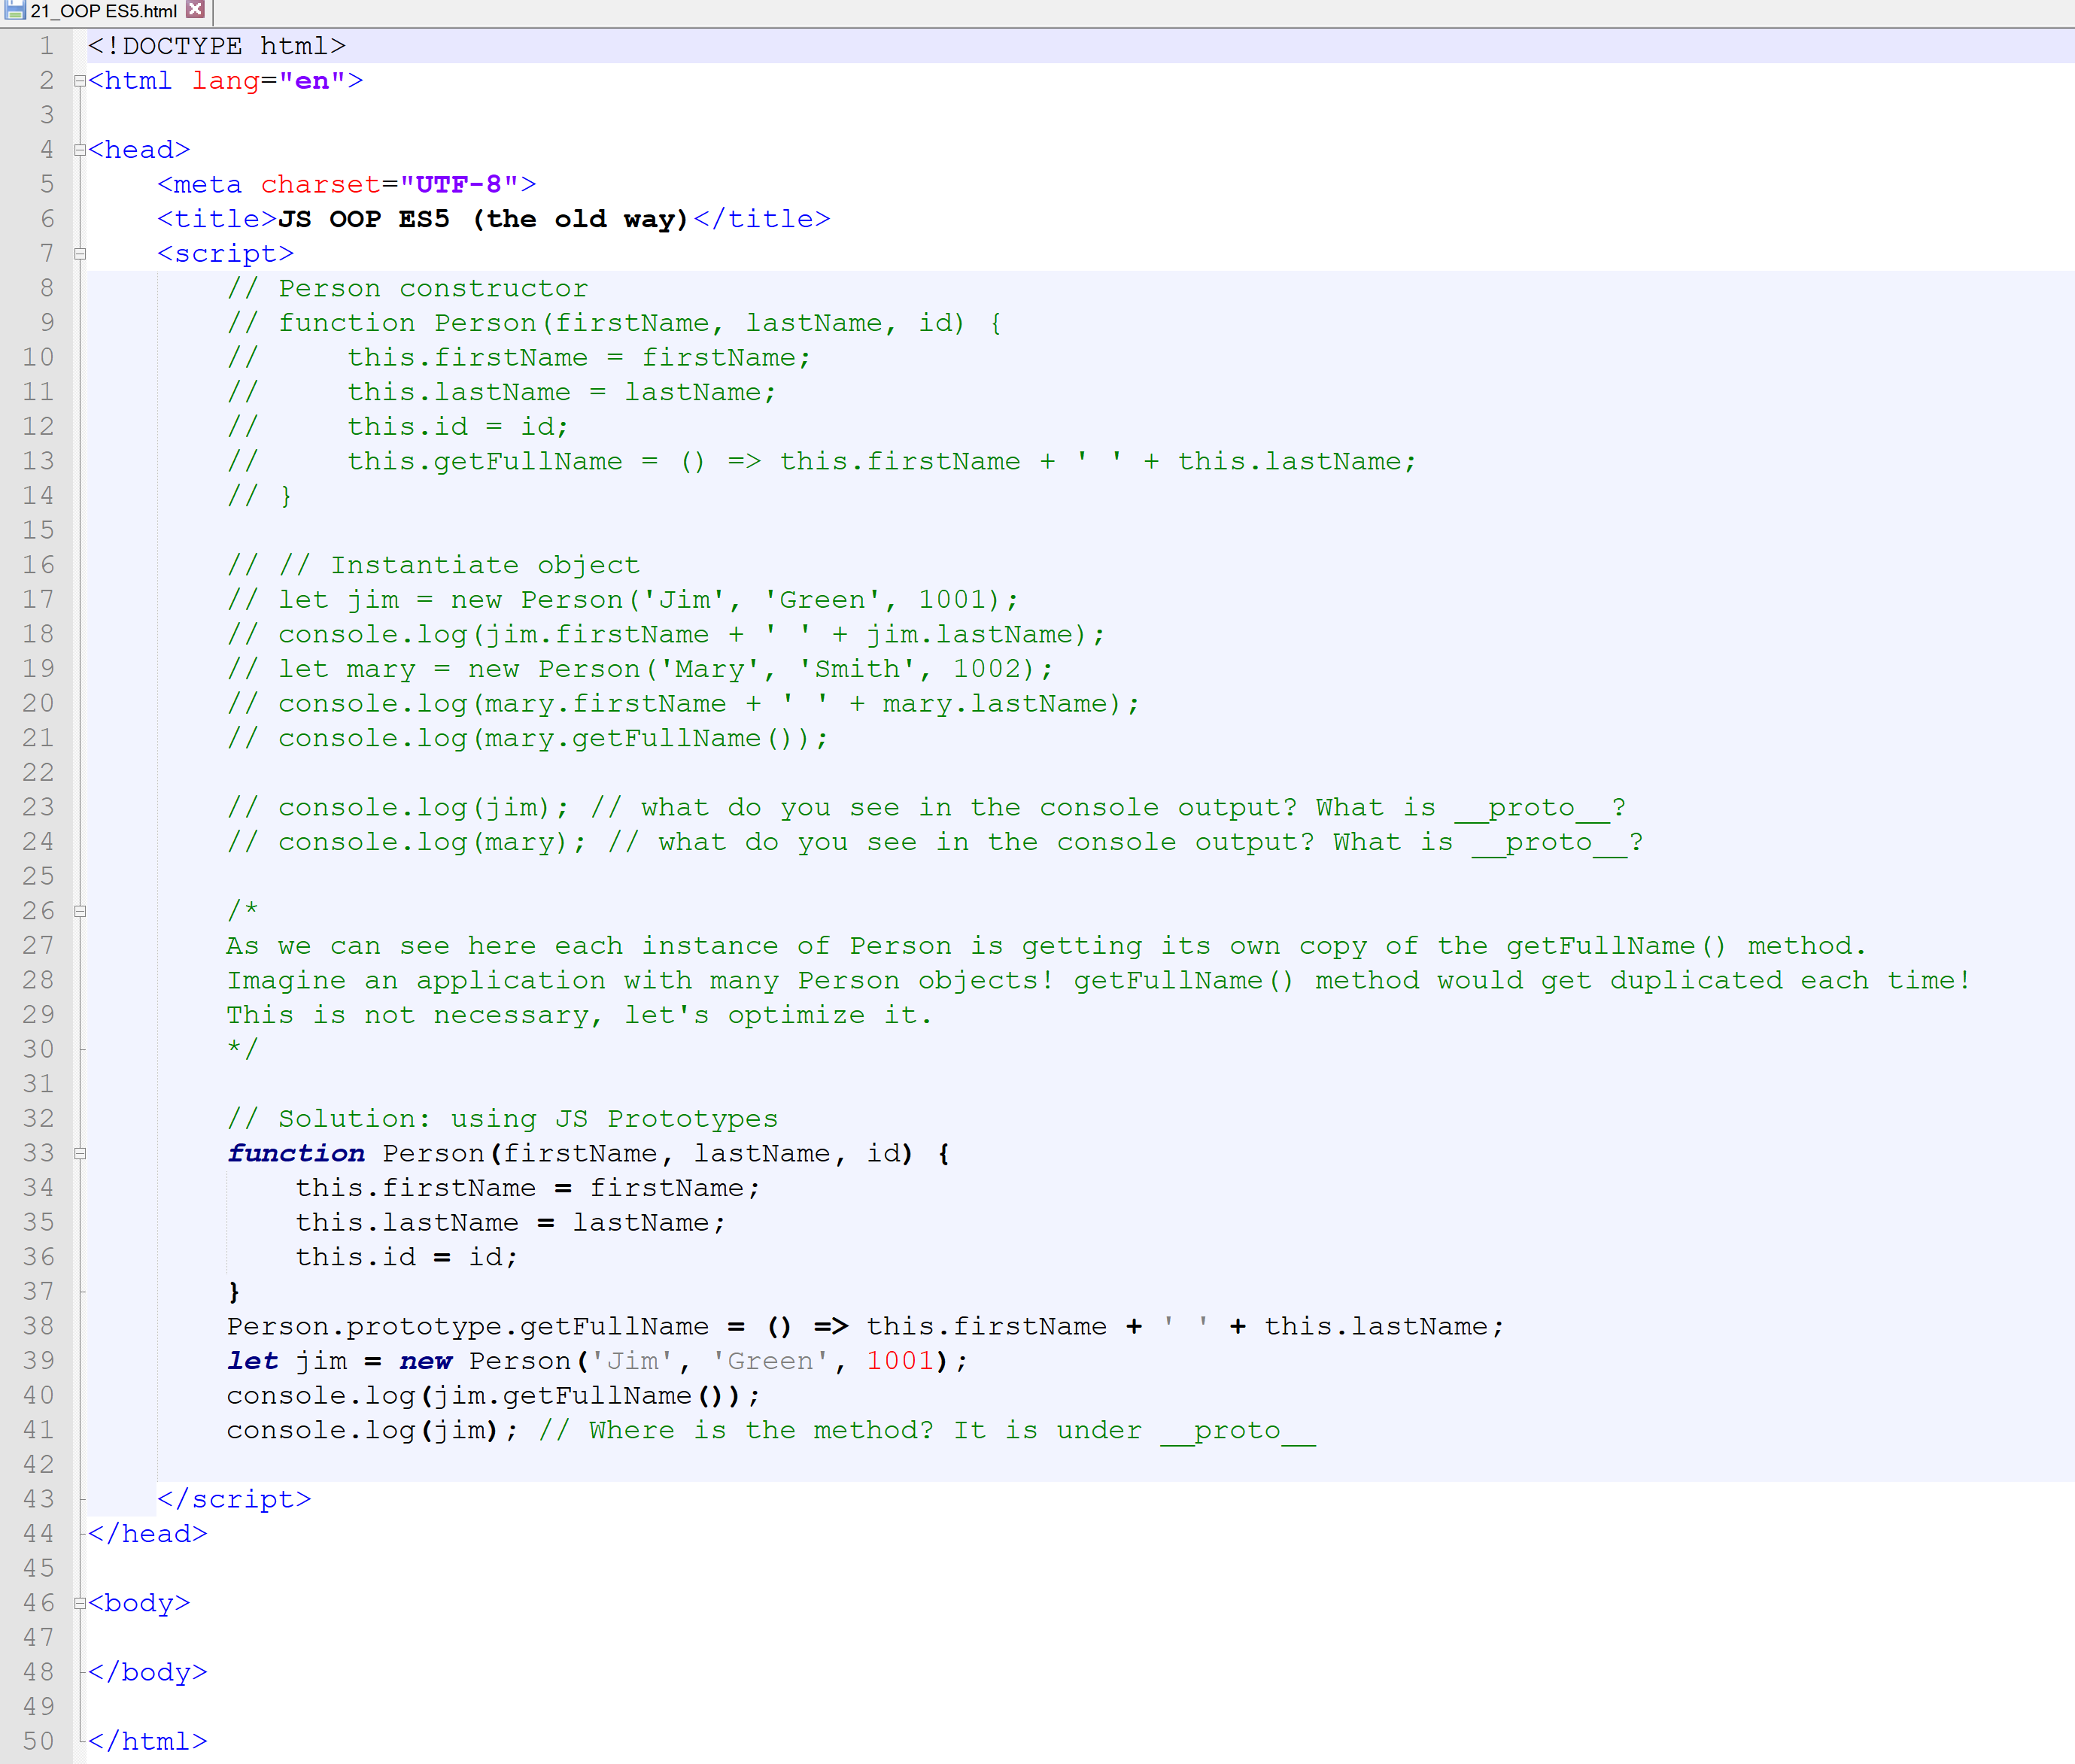 21_OOP ES5.html
1 <!DOCTYPE html>
2 <html lang="en">
3
4 <head>
5     <meta charset="UTF-8">
6     <title>JS OOP ES5 (the old way)</title>
7     <script>
8         // Person constructor
9         // function Person(firstName, lastName, id) {
10         //     this.firstName = firstName;
11         //     this.lastName = lastName;
12         //     this.id = id;
13         //     this.getFullName = () => this.firstName + ' ' + this.lastName;
14         // }
15
16         // // Instantiate object
17         // let jim = new Person('Jim', 'Green', 1001);
18         // console.log(jim.firstName + ' ' + jim.lastName);
19         // let mary = new Person('Mary', 'Smith', 1002);
20         // console.log(mary.firstName + ' ' + mary.lastName);
21         // console.log(mary.getFullName());
22
23         // console.log(jim); // what do you see in the console output? What is __proto__?
24         // console.log(mary); // what do you see in the console output? What is __proto__?
25
26         /*
27         As we can see here each instance of Person is getting its own copy of the getFullName() method.
28         Imagine an application with many Person objects! getFullName() method would get duplicated each time!
29         This is not necessary, let's optimize it.
30         */
31
32         // Solution: using JS Prototypes
33         function Person(firstName, lastName, id) {
34             this.firstName = firstName;
35             this.lastName = lastName;
36             this.id = id;
37         }
38         Person.prototype.getFullName = () => this.firstName + ' ' + this.lastName;
39         let jim = new Person('Jim', 'Green', 1001);
40         console.log(jim.getFullName());
41         console.log(jim); // Where is the method? It is under __proto__
42
43     </script>
44 </head>
45
46 <body>
47
48 </body>
49
50 </html>